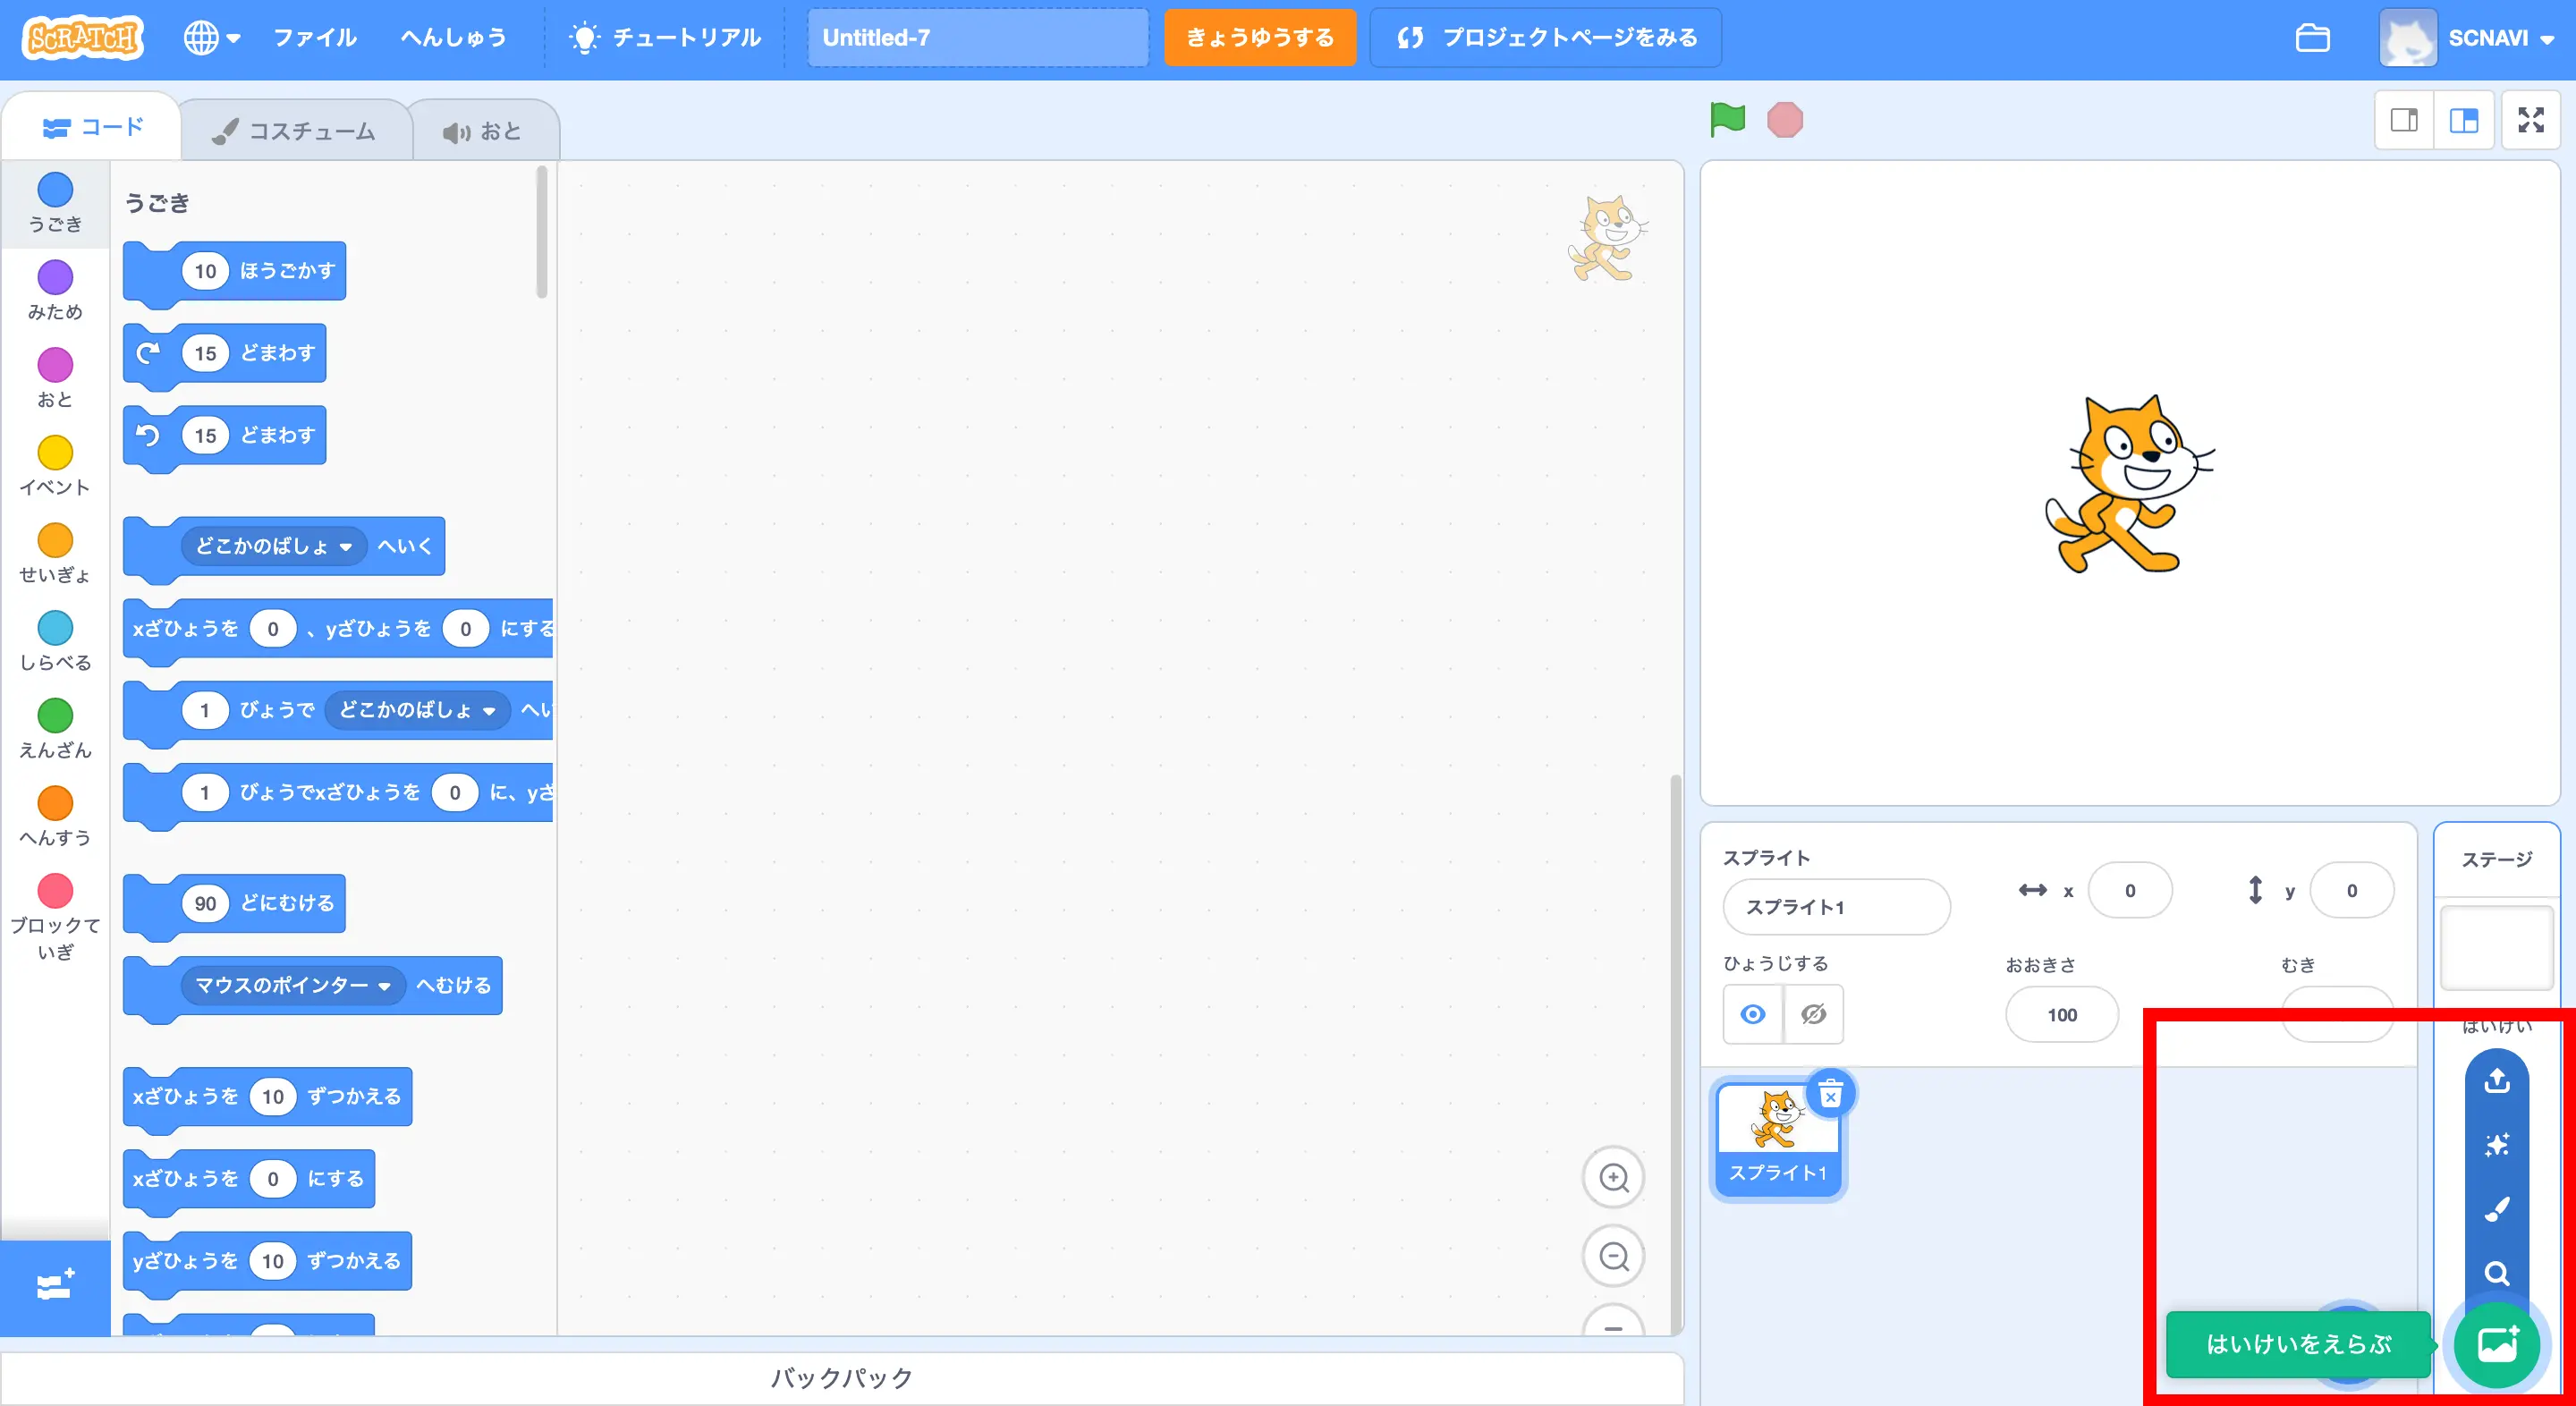 SCRATCH
ファイル
へんしゅう
チュートリアル
Untitled-7
きょうゆうする
プロジェクトページをみる
SCNAVI
コード
コスチューム
おと
うごき
みため
おと
イベント
せいぎょ
しらべる
えんざん
へんすう
ブロックて
いぎ
うごき
10 ほうごかす
15 どまわす
15 どまわす
どこかのばしょ へいく
xざひょうを 0 、yざひょうを 0 にする
1 びょうで どこかのばしょ へい
1 びょうでxざひょうを 0 に、yざ
90 どにむける
マウスのポインター へむける
xざひょうを 10 ずつかえる
xざひょうを 0 にする
yざひょうを 10 ずつかえる
バックパック
スプライト
スプライト1
x 0
y 0
ひょうじする
おおきさ
100
むき
スプライト1
ステージ
はいけい
はいけいをえらぶ